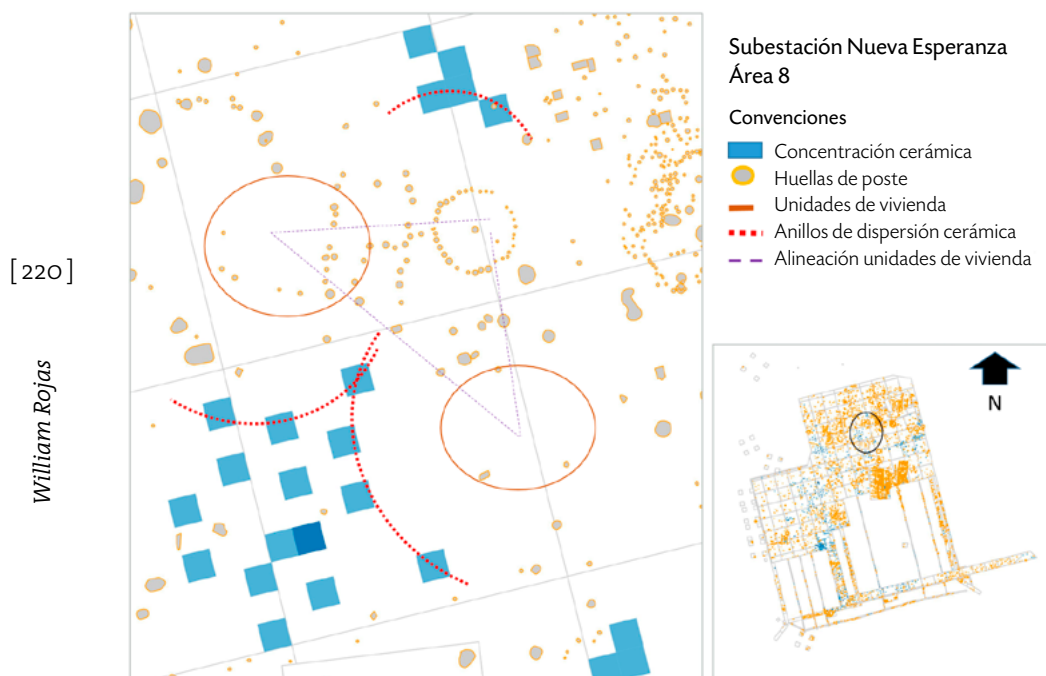 [ 220 ]
William Rojas
Subestación Nueva Esperanza
Área 8
Convenciones
Concentración cerámica
Huellas de poste
Unidades de vivienda
Anillos de dispersión cerámica
Alineación unidades de vivienda
N